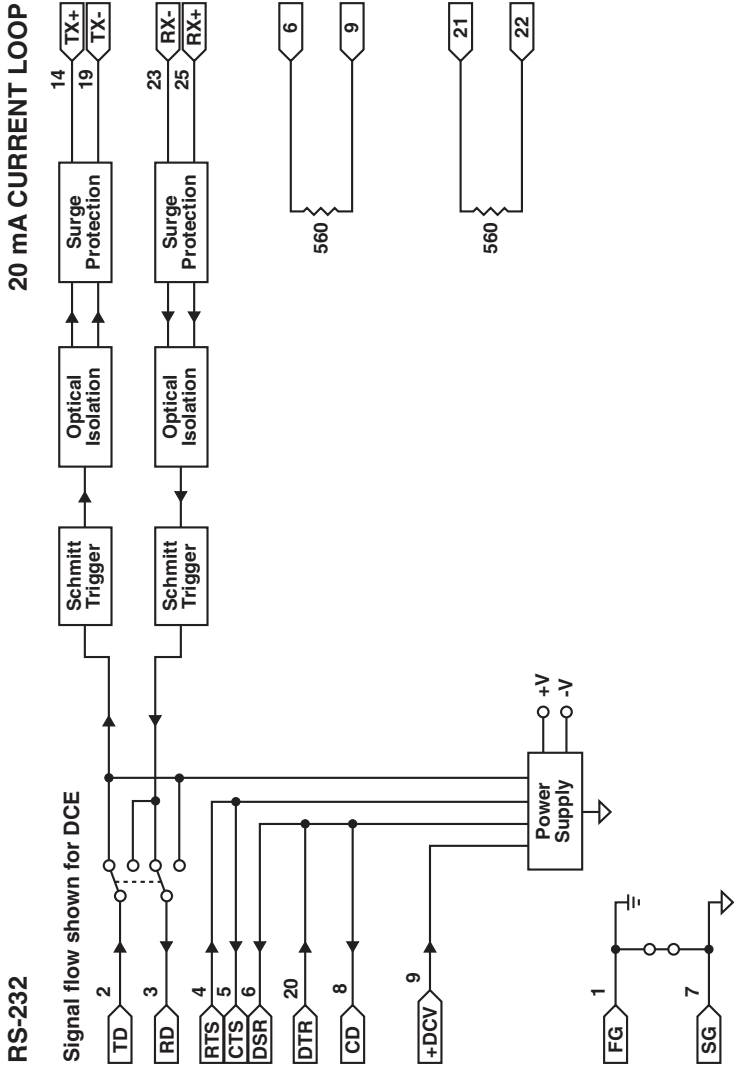 RS-232
20 mA CURRENT LOOP
Signal flow shown for DCE
TD
2
RD
3
RTS
4
CTS
5
DSR
6
DTR
20
CD
8
+DCV
9
FG
1
SG
7
Schmitt
Trigger
Optical
Isolation
Surge
Protection
14
TX+
19
TX-
Schmitt
Trigger
Optical
Isolation
Surge
Protection
23
RX-
25
RX+
560
6
9
560
21
22
Power
Supply
+V
-V